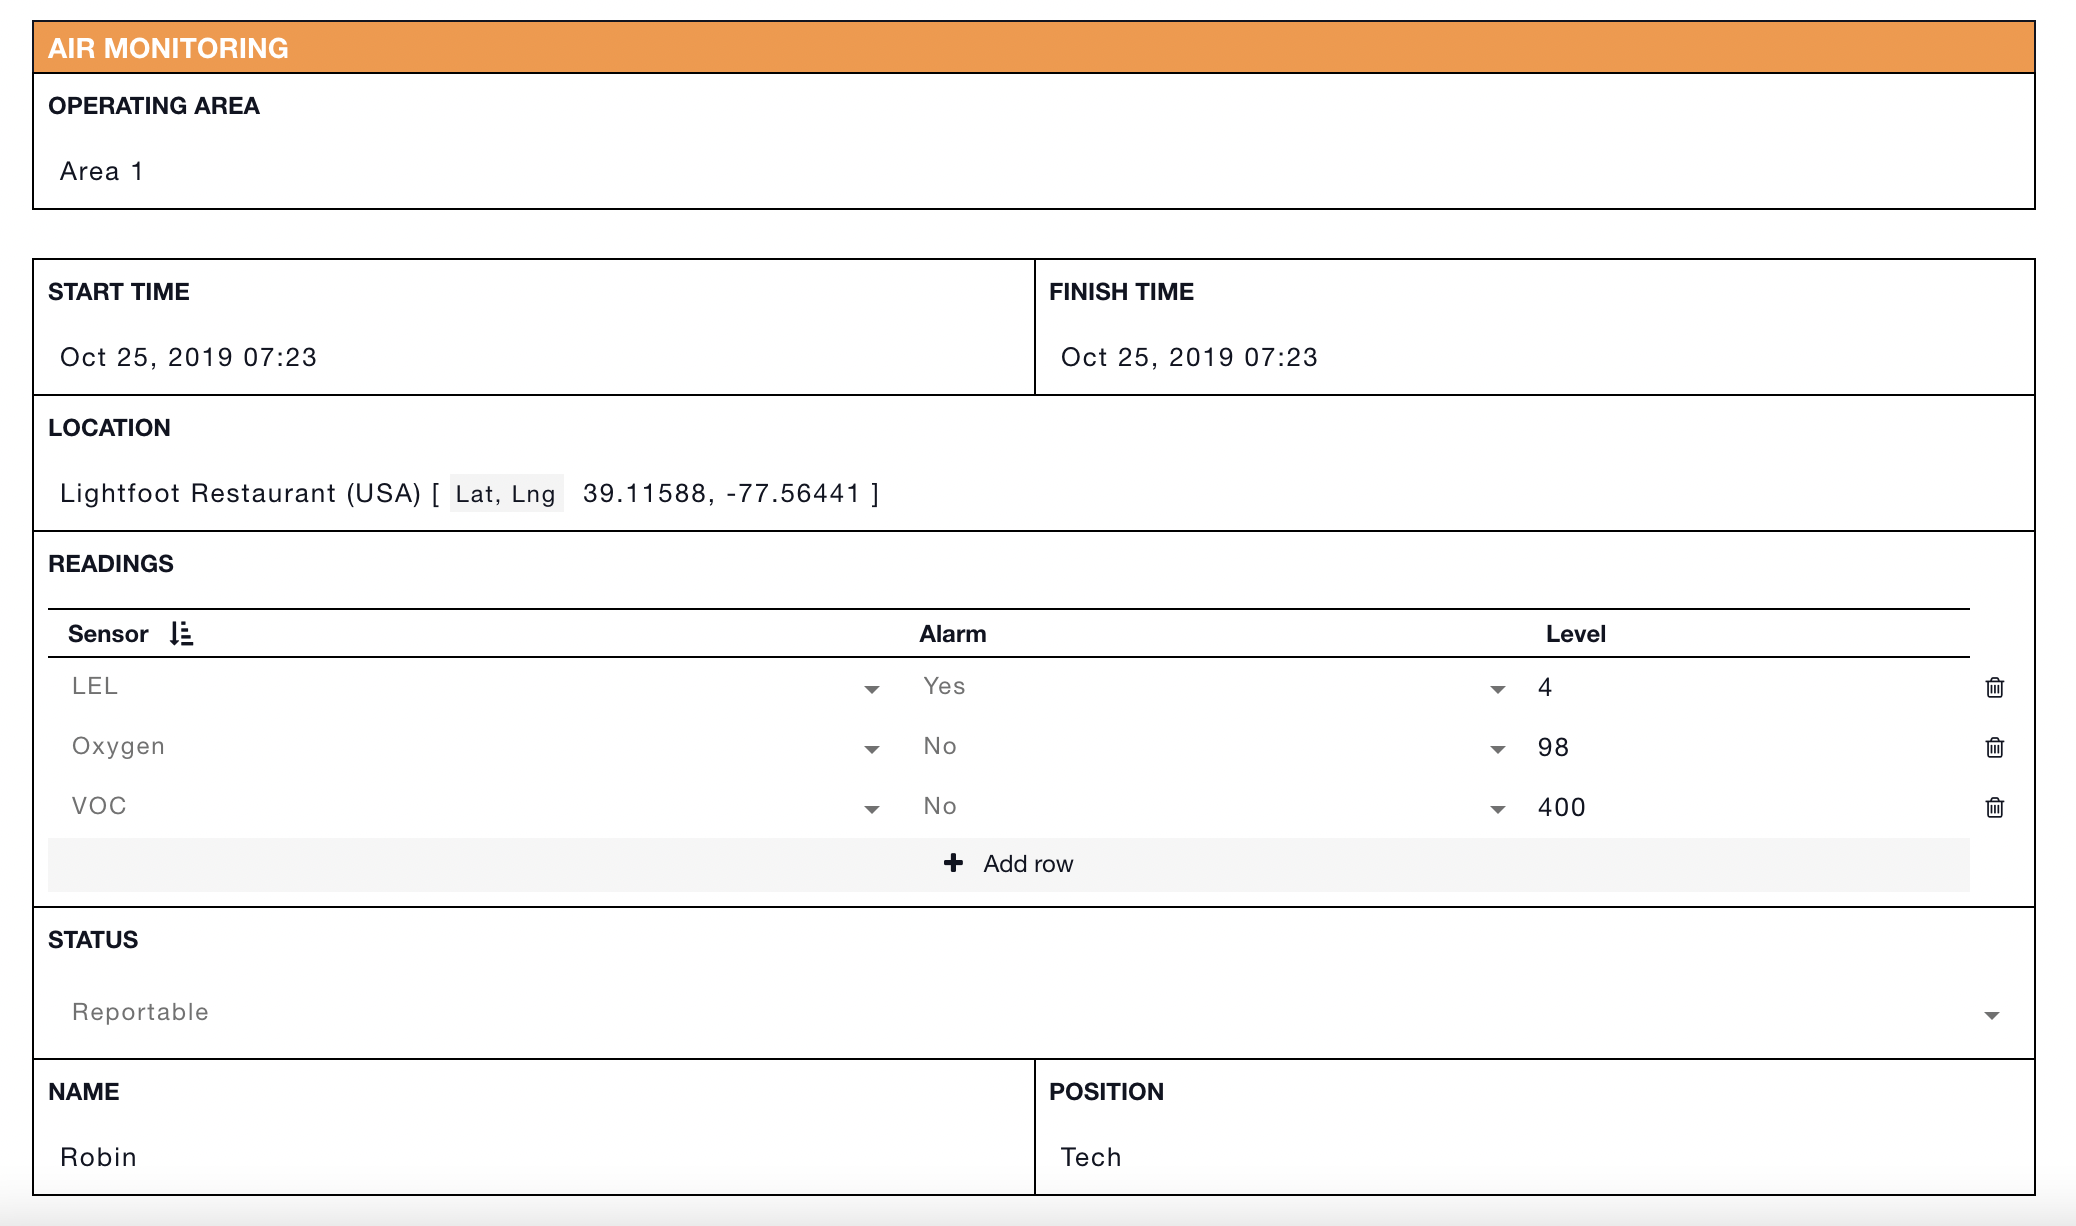 AIR MONITORING
OPERATING AREA
Area 1
START TIME
Oct 25, 2019 07:23
FINISH TIME
Oct 25, 2019 07:23
LOCATION
Lightfoot Restaurant (USA) [ Lat, Lng 39.11588, -77.56441 ]
READINGS
Sensor Alarm Level
LEL Yes 4
Oxygen No 98
VOC No 400
+ Add row
STATUS
Reportable
NAME
Robin
POSITION
Tech